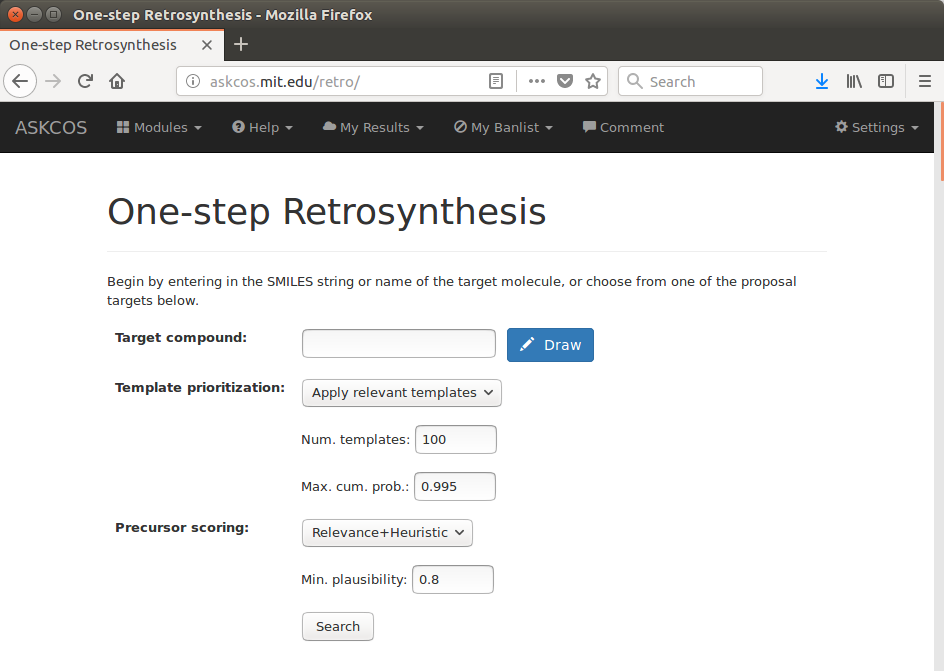 One-step Retrosynthesis - Mozilla Firefox
One-step Retrosynthesis
askcos.mit.edu/retro/ Search
ASKCOS Modules Help My Results My Banlist Comment Settings
One-step Retrosynthesis
Begin by entering in the SMILES string or name of the target molecule, or choose from one of the proposal
targets below.
Target compound: Draw
Template prioritization: Apply relevant templates
Num. templates: 100
Max. cum. prob.: 0.995
Precursor scoring: Relevance+Heuristic
Min. plausibility: 0.8
Search